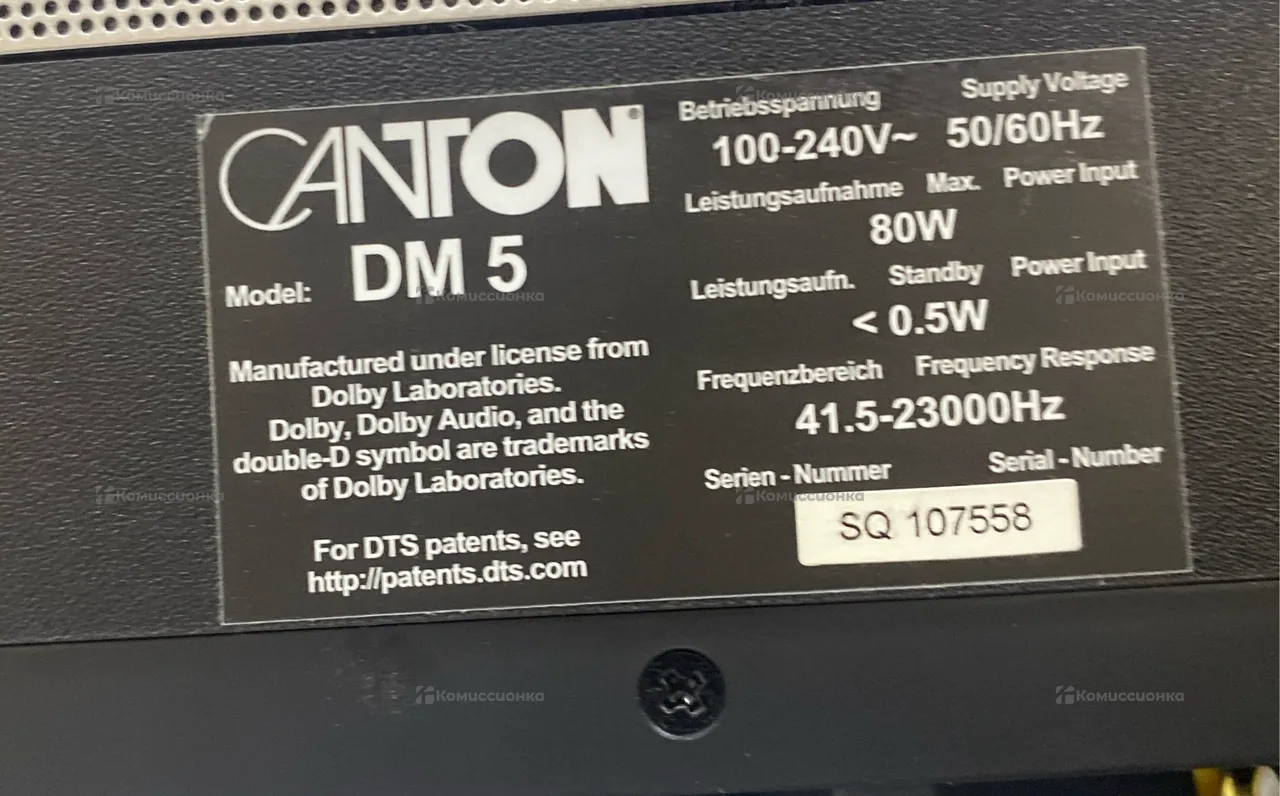 CANTON®
Model: DM 5
Manufactured under license from
Dolby Laboratories.
Dolby, Dolby Audio, and the
double-D symbol are trademarks
of Dolby Laboratories.
For DTS patents, see
http://patents.dts.com
Betriebsspannung Supply Voltage
100-240V~ 50/60Hz
Leistungsaufnahme Max. Power Input
80W
Leistungsaufn. Standby Power Input
< 0.5W
Frequenzbereich Frequency Response
41.5-23000Hz
Serien - Nummer Serial - Number
SQ 107558
Комиссионка
Комиссионка
Комиссионка
Комиссионка
Комиссионка
Комиссионка
Комиссионка
Комиссионка